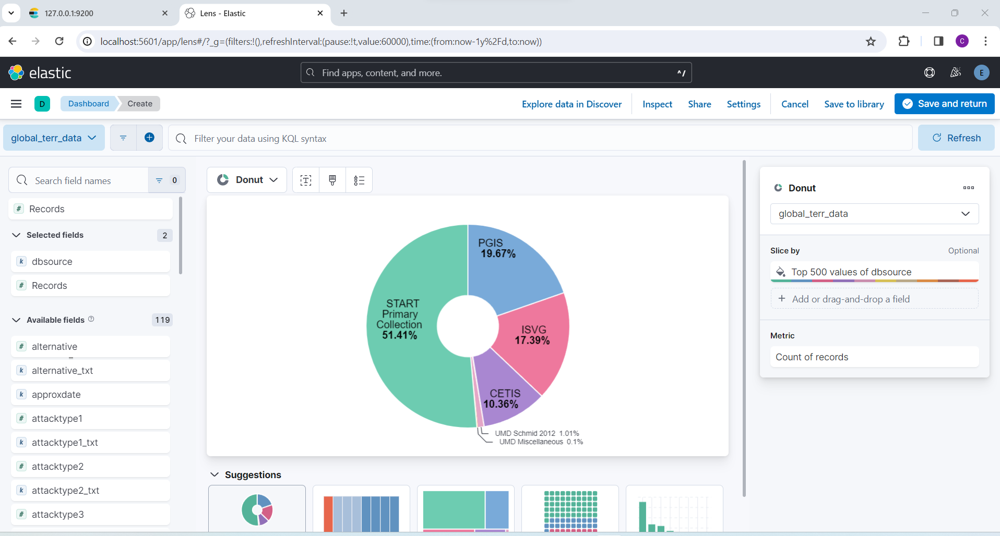 127.0.0.1:9200
Lens - Elastic
localhost:5601/app/lens#/?_g=(filters:!(),refreshInterval:(pause:!t,value:60000),time:(from:now-1y%2Fd,to:now))
C
elastic
Find apps, content, and more.
^/
E
D
Dashboard
Create
Explore data in Discover
Inspect
Share
Settings
Cancel
Save to library
Save and return
global_terr_data
Filter your data using KQL syntax
Refresh
Search field names
0
# Records
Selected fields
2
k dbsource
# Records
Available fields
?
119
# alternative
k alternative_txt
k approxdate
# attacktype1
k attacktype1_txt
# attacktype2
k attacktype2_txt
# attacktype3
Donut
T
PGIS
19.67%
START
Primary
Collection
51.41%
ISVG
17.39%
CETIS
10.36%
UMD Schmid 2012 1.01%
UMD Miscellaneous 0.1%
Suggestions
Donut
global_terr_data
Slice by
Optional
Top 500 values of dbsource
+ Add or drag-and-drop a field
Metric
Count of records